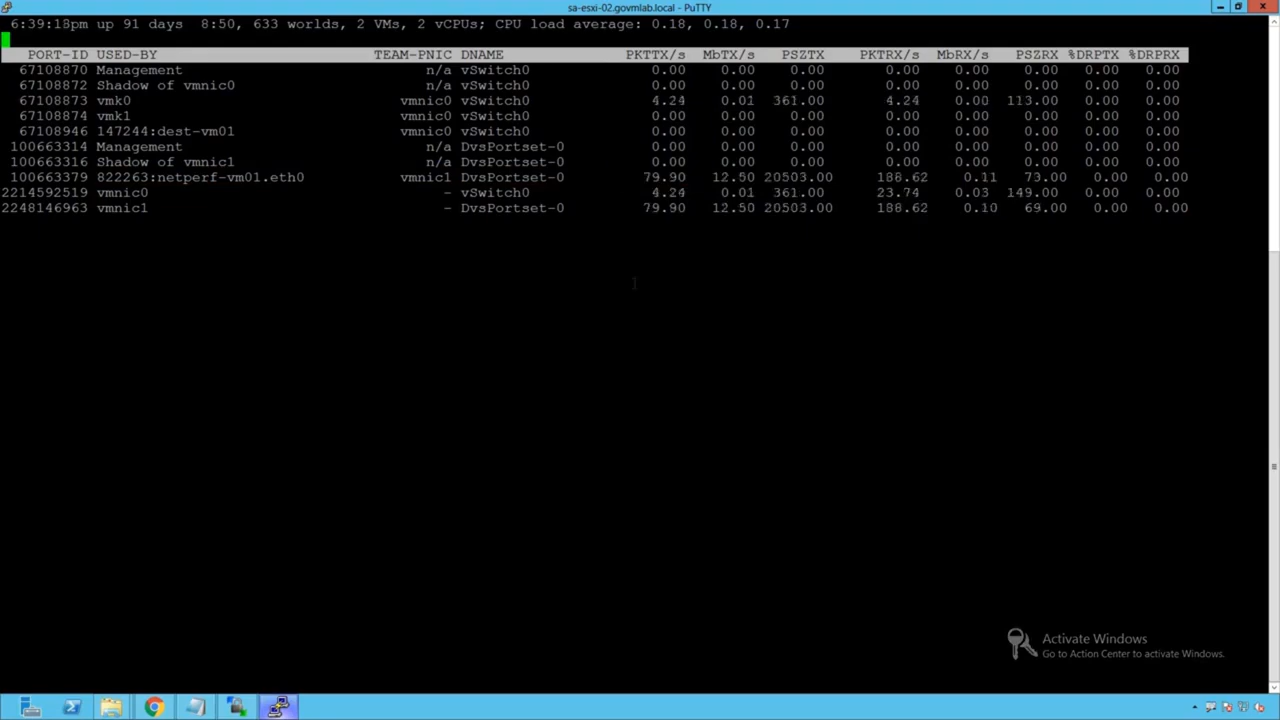 sa-esxi-02.govmlab.local - PuTTY
6:39:18pm up 91 days  8:50, 633 worlds, 2 VMs, 2 vCPUs; CPU load average: 0.18, 0.18, 0.17
PORT-ID USED-BY TEAM-PNIC DNAME PKTTX/s MbTX/s PSZTX PKTRX/s MbRX/s PSZRX %DRPTX %DRPRX
67108870 Management n/a vSwitch0 0.00 0.00 0.00 0.00 0.00 0.00 0.00 0.00
67108872 Shadow of vmnic0 n/a vSwitch0 0.00 0.00 0.00 0.00 0.00 0.00 0.00 0.00
67108873 vmk0 vmnic0 vSwitch0 4.24 0.01 361.00 4.24 0.00 113.00 0.00 0.00
67108874 vmk1 vmnic0 vSwitch0 0.00 0.00 0.00 0.00 0.00 0.00 0.00 0.00
67108946 147244:dest-vm01 vmnic0 vSwitch0 0.00 0.00 0.00 0.00 0.00 0.00 0.00 0.00
100663314 Management n/a DvsPortset-0 0.00 0.00 0.00 0.00 0.00 0.00 0.00 0.00
100663316 Shadow of vmnic1 n/a DvsPortset-0 0.00 0.00 0.00 0.00 0.00 0.00 0.00 0.00
100663379 822263:netperf-vm01.eth0 vmnic1 DvsPortset-0 79.90 12.50 20503.00 188.62 0.11 73.00 0.00 0.00
2214592519 vmnic0 - vSwitch0 4.24 0.01 361.00 23.74 0.03 149.00 0.00 0.00
2248146963 vmnic1 - DvsPortset-0 79.90 12.50 20503.00 188.62 0.10 69.00 0.00 0.00
Activate Windows
Go to Action Center to activate Windows.